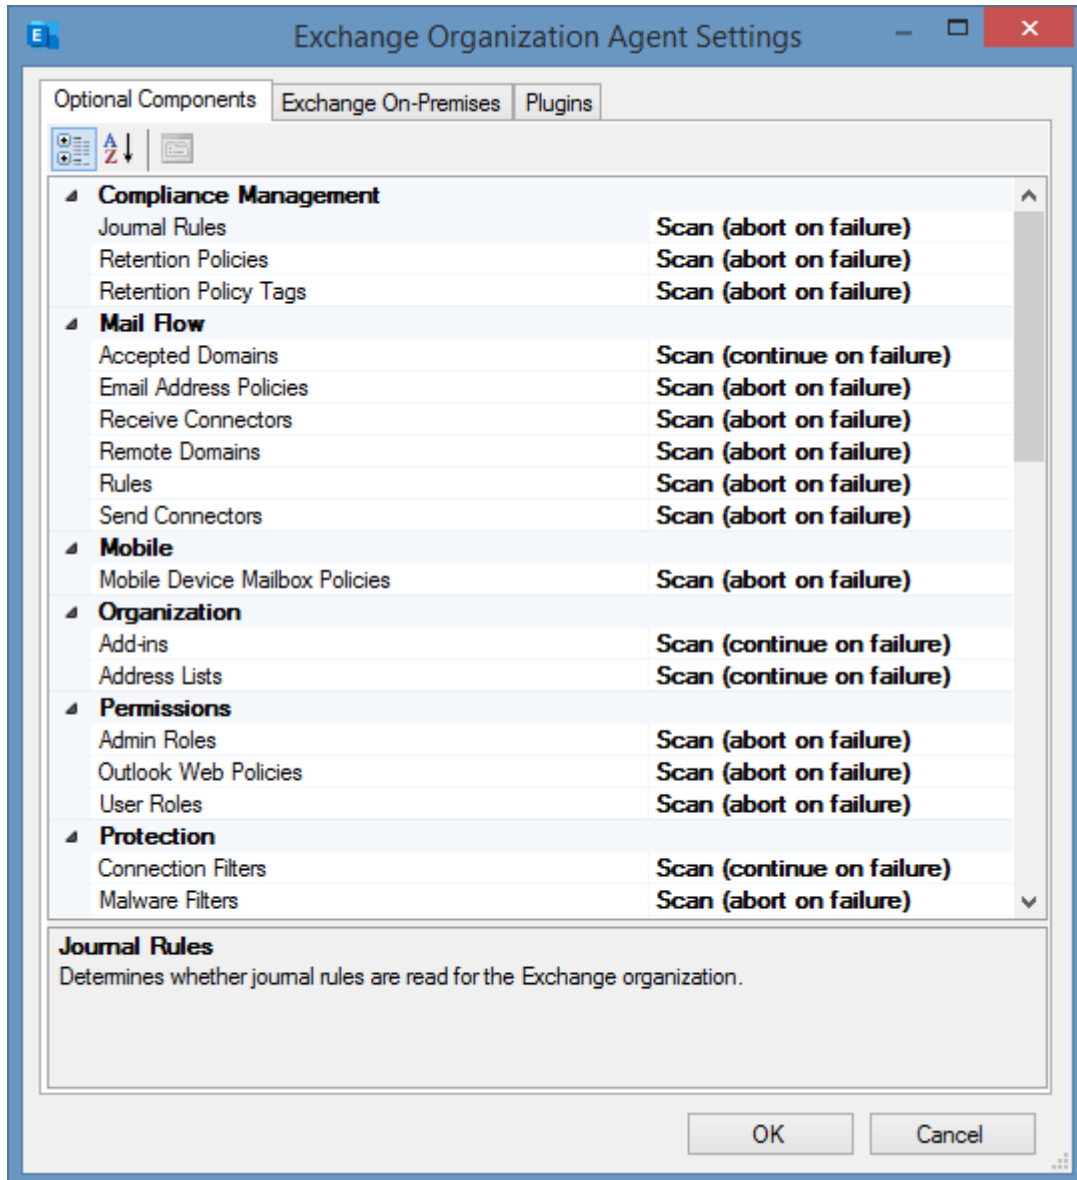 E
Exchange Organization Agent Settings
Optional Components Exchange On-Premises Plugins
A
Z
Compliance Management
Journal Rules Scan (abort on failure)
Retention Policies Scan (abort on failure)
Retention Policy Tags Scan (abort on failure)
Mail Flow
Accepted Domains Scan (continue on failure)
Email Address Policies Scan (abort on failure)
Receive Connectors Scan (abort on failure)
Remote Domains Scan (abort on failure)
Rules Scan (abort on failure)
Send Connectors Scan (abort on failure)
Mobile
Mobile Device Mailbox Policies Scan (abort on failure)
Organization
Add-ins Scan (continue on failure)
Address Lists Scan (continue on failure)
Permissions
Admin Roles Scan (abort on failure)
Outlook Web Policies Scan (abort on failure)
User Roles Scan (abort on failure)
Protection
Connection Filters Scan (continue on failure)
Malware Filters Scan (abort on failure)
Journal Rules
Determines whether journal rules are read for the Exchange organization.
OK Cancel